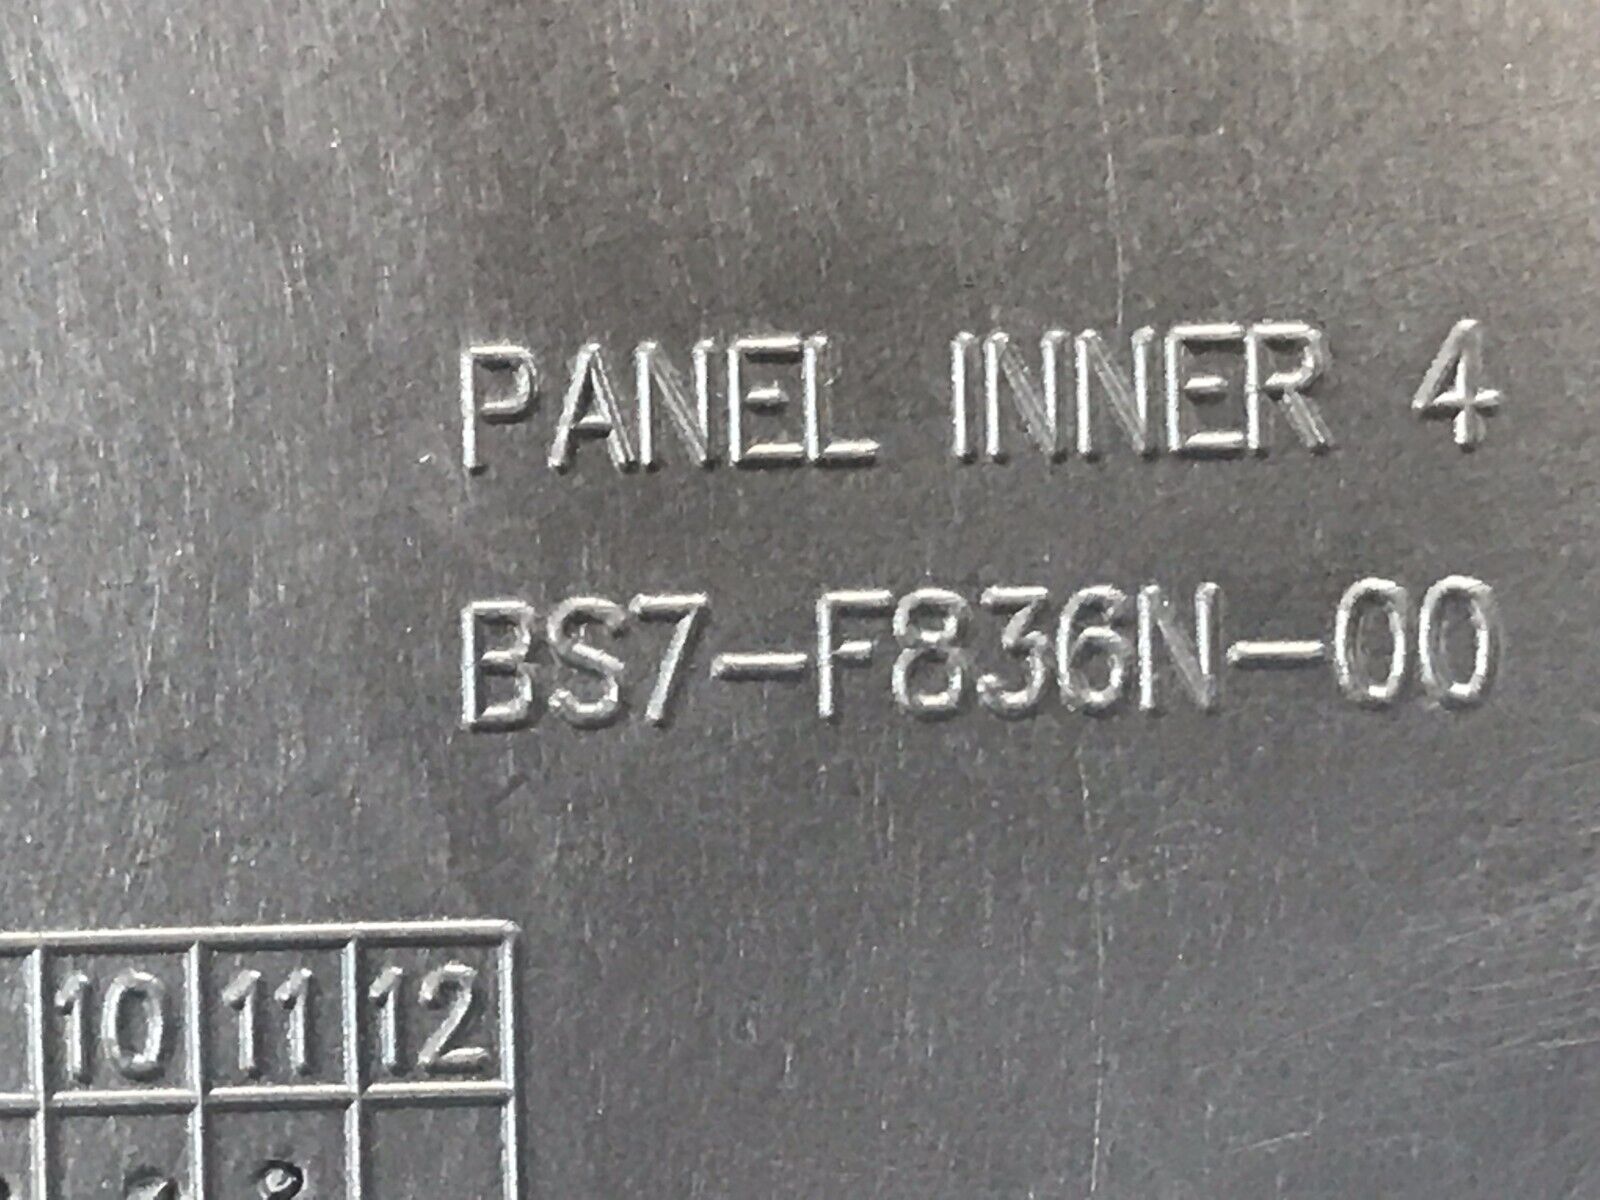 PANEL INNER 4
BS7-F836N-00
10 11 12